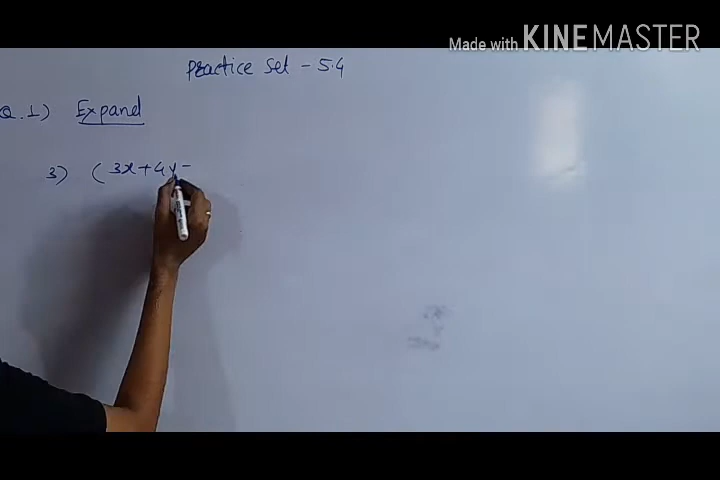 Made with KINEMASTER
Practice Set - 5.4
Q.1) Expand
3) (3x+4y-